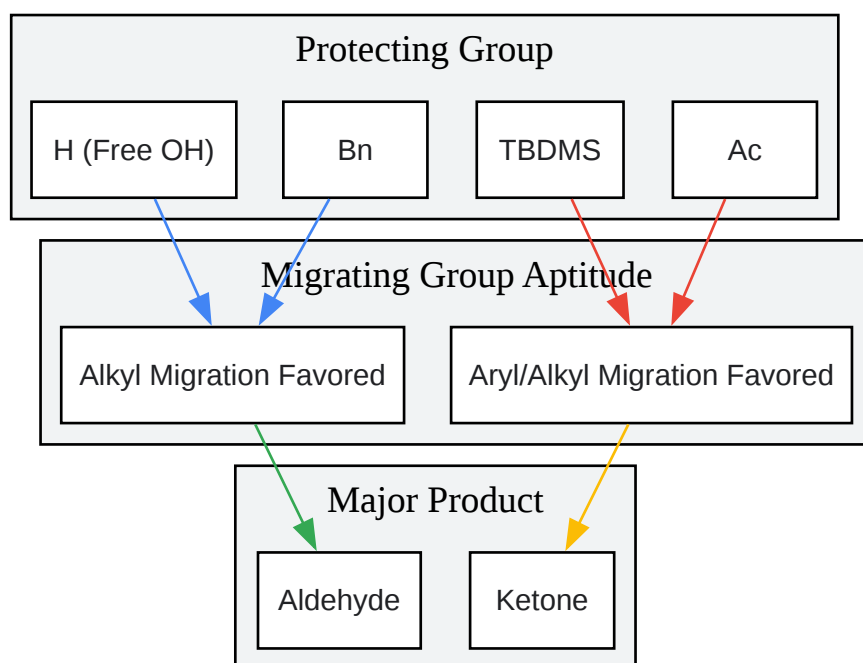 Protecting Group
H (Free OH)
Bn
TBDMS
Ac
Migrating Group Aptitude
Alkyl Migration Favored
Aryl/Alkyl Migration Favored
Major Product
Aldehyde
Ketone